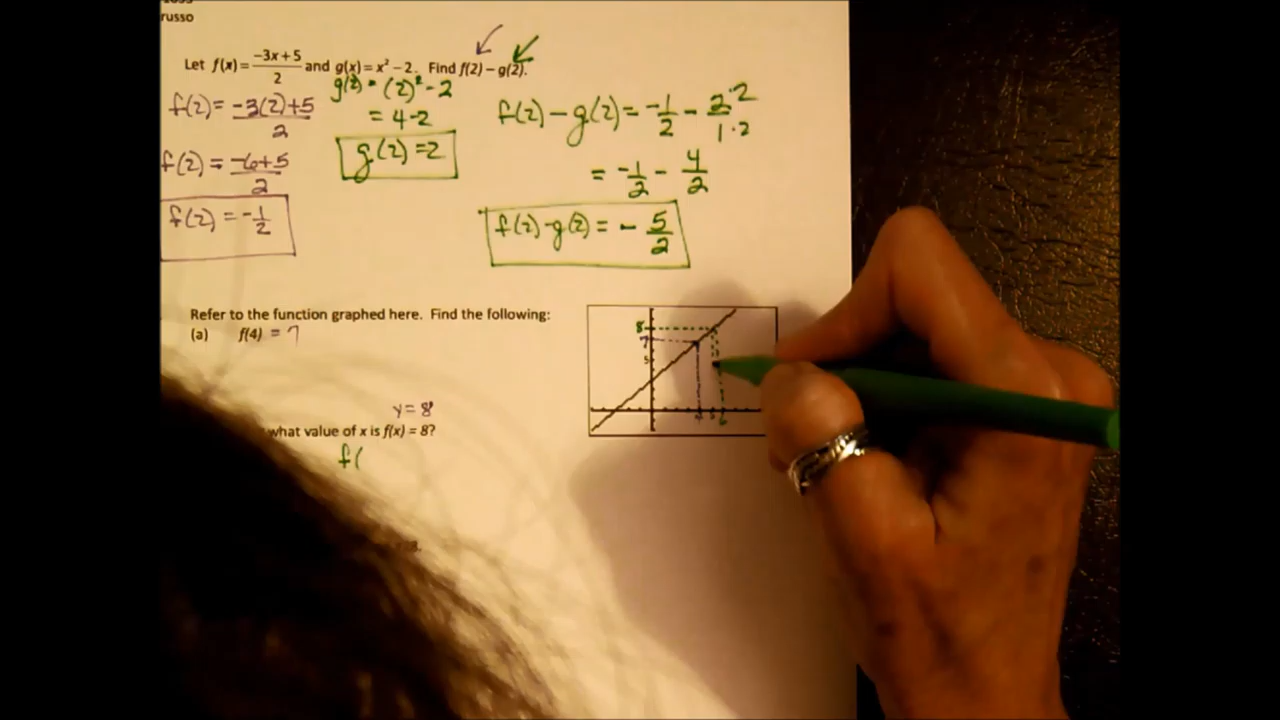 russo
Let f(x) = -3x+5/2 and g(x) = x² - 2. Find f(2) - g(2).
f(2) = -3(2)+5/2
f(2) = -6+5/2
f(2) = -1/2
g(2) = (2)² - 2
= 4-2
g(2) = 2
f(2) - g(2) = -1/2 - 2·2/1·2
= -1/2 - 4/2
f(2) - g(2) = - 5/2
Refer to the function graphed here. Find the following:
(a) f(4) = 7
y = 8
what value of x is f(x) = 8?
f(
8
7
5
4 5 6